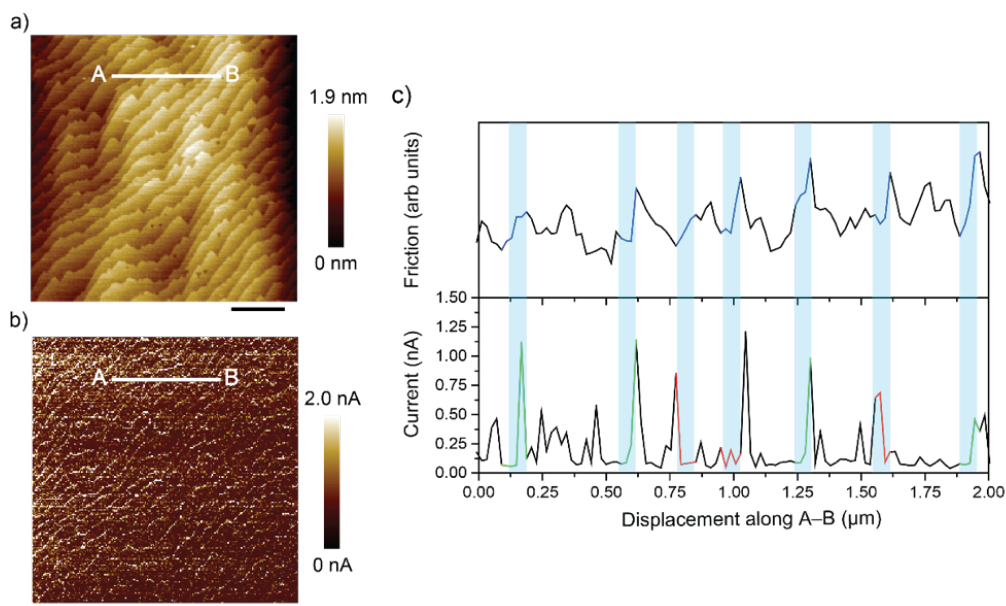 a)
A B
1.9 nm
0 nm
b)
A B
2.0 nA
0 nA
c)
Friction (arb units)
Current (nA)
1.50
1.25
1.00
0.75
0.50
0.25
0.00
0.00 0.25 0.50 0.75 1.00 1.25 1.50 1.75 2.00
Displacement along A–B (µm)